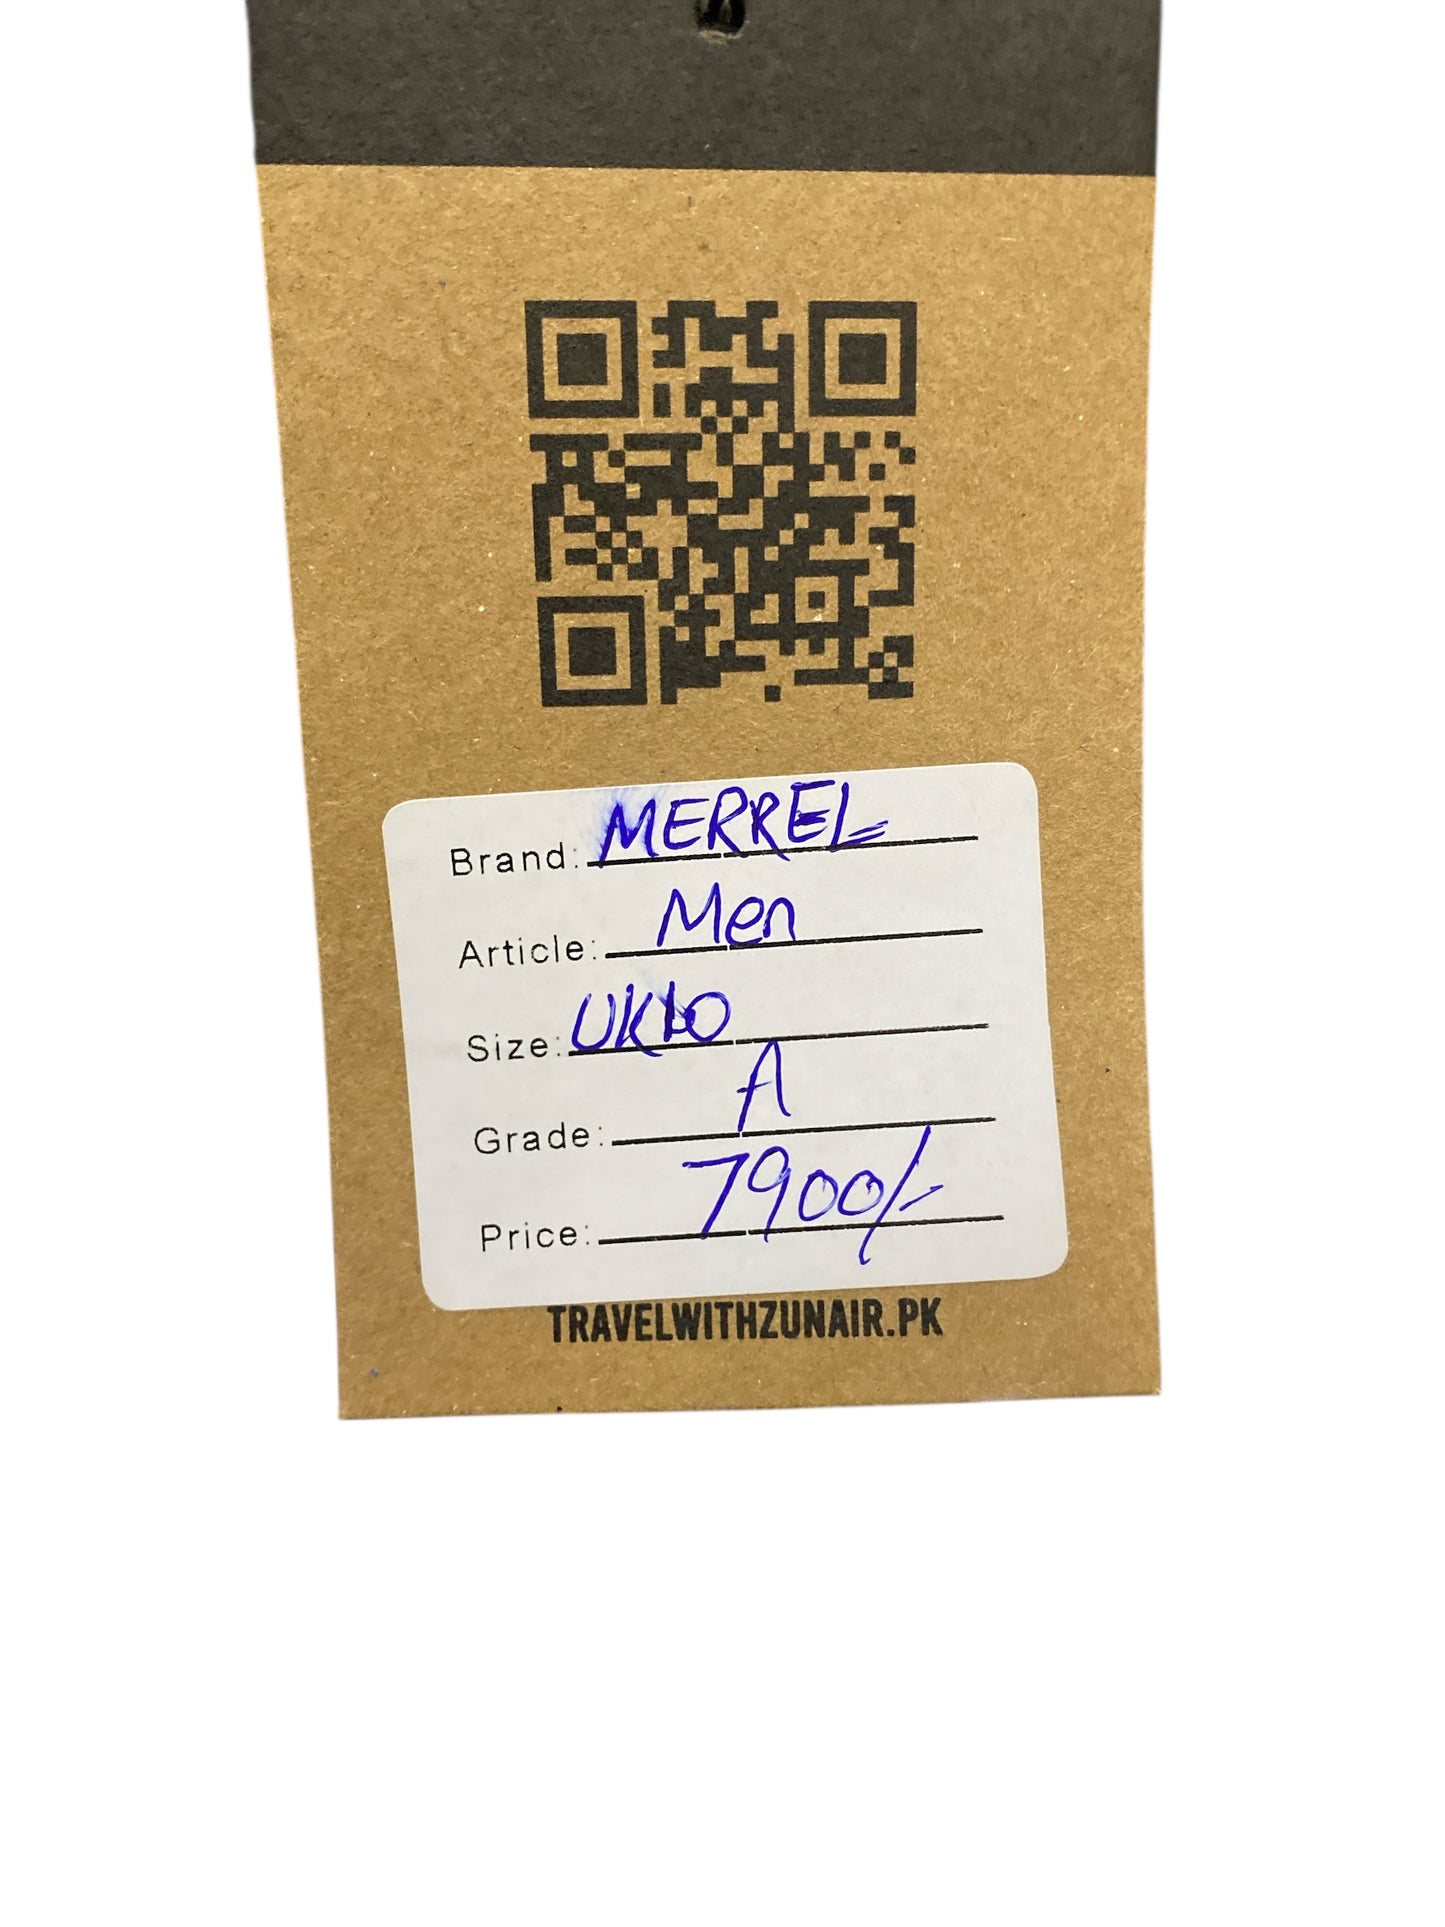 Brand: MERREL
Article: Men
Size: UK10
Grade: A
Price: 7900/-
TRAVELWITHZUNAIR.PK